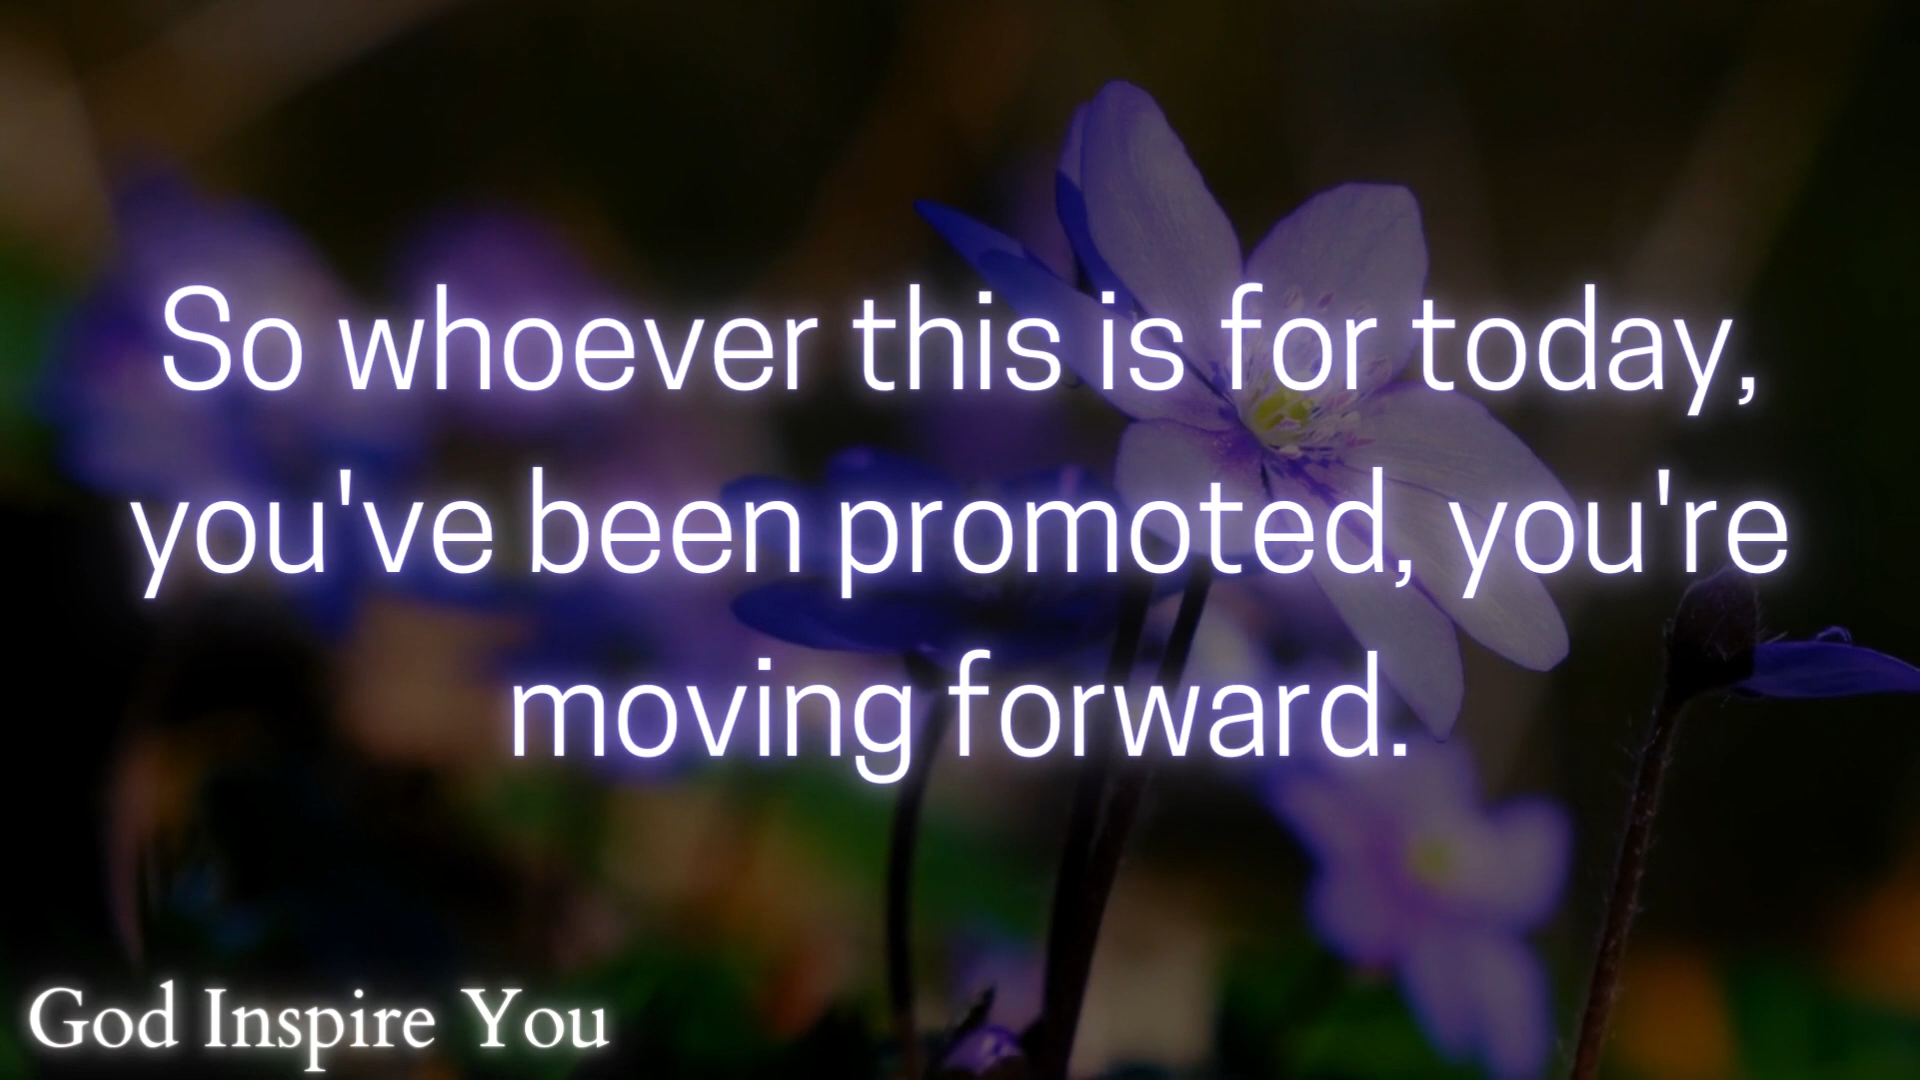 So whoever this is for today,
you've been promoted, you're
moving forward.
God Inspire You